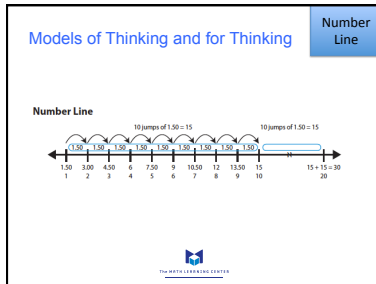 Models of Thinking and for Thinking
Number
Line
Number Line
10 jumps of 1.50 = 15 10 jumps of 1.50 = 15
1.50 1.50 1.50 1.50 1.50 1.50 1.50 1.50 1.50
1.50 3.00 4.50 6 7.50 9 10.50 12 13.50 15 15 + 15 = 30
1 2 3 4 5 6 7 8 9 10 20
The MATH LEARNING CENTER